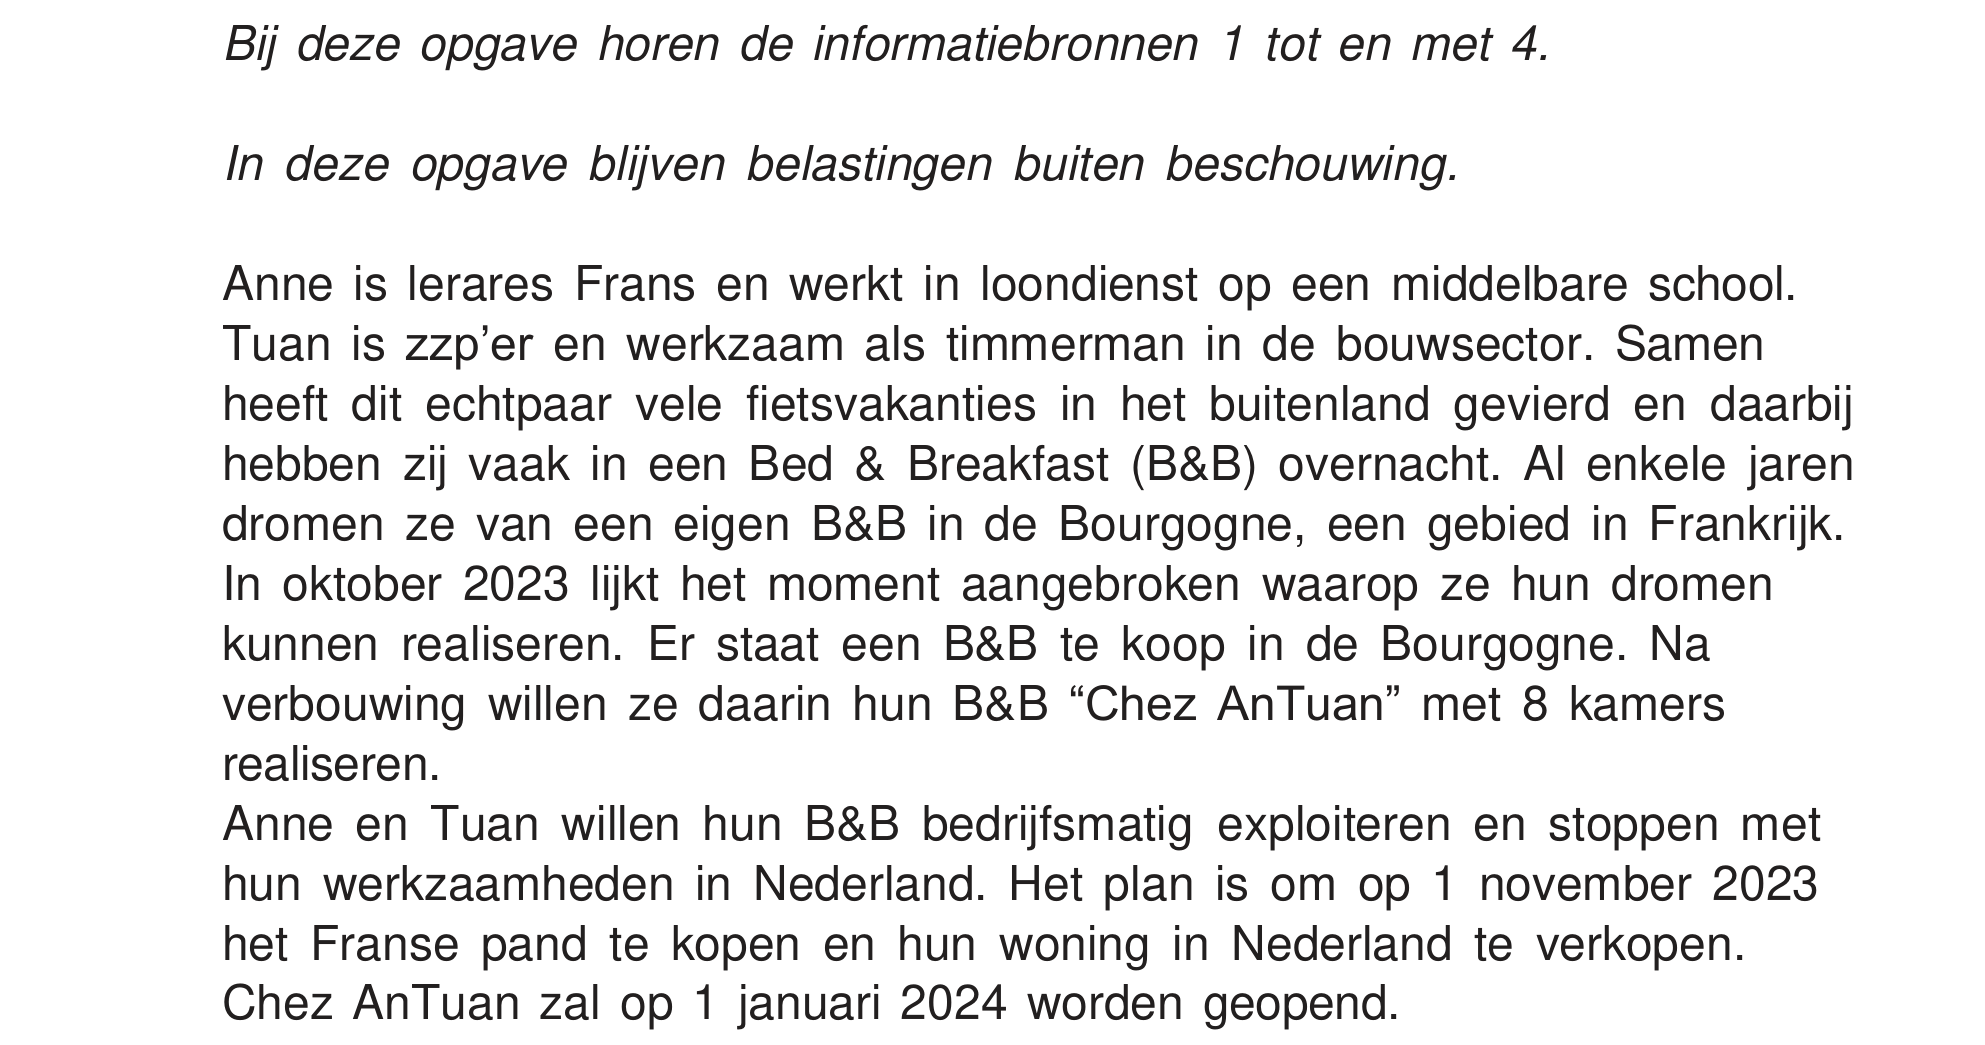 Bij deze opgave horen de informatiebronnen 1 tot en met 4.
In deze opgave blijven belastingen buiten beschouwing.
Anne is lerares Frans en werkt in loondienst op een middelbare school.
Tuan is zzp’er en werkzaam als timmerman in de bouwsector. Samen
heeft dit echtpaar vele fietsvakanties in het buitenland gevierd en daarbij
hebben zij vaak in een Bed & Breakfast (B&B) overnacht. Al enkele jaren
dromen ze van een eigen B&B in de Bourgogne, een gebied in Frankrijk.
In oktober 2023 lijkt het moment aangebroken waarop ze hun dromen
kunnen realiseren. Er staat een B&B te koop in de Bourgogne. Na
verbouwing willen ze daarin hun B&B “Chez AnTuan” met 8 kamers
realiseren.
Anne en Tuan willen hun B&B bedrijfsmatig exploiteren en stoppen met
hun werkzaamheden in Nederland. Het plan is om op 1 november 2023
het Franse pand te kopen en hun woning in Nederland te verkopen.
Chez AnTuan zal op 1 januari 2024 worden geopend.